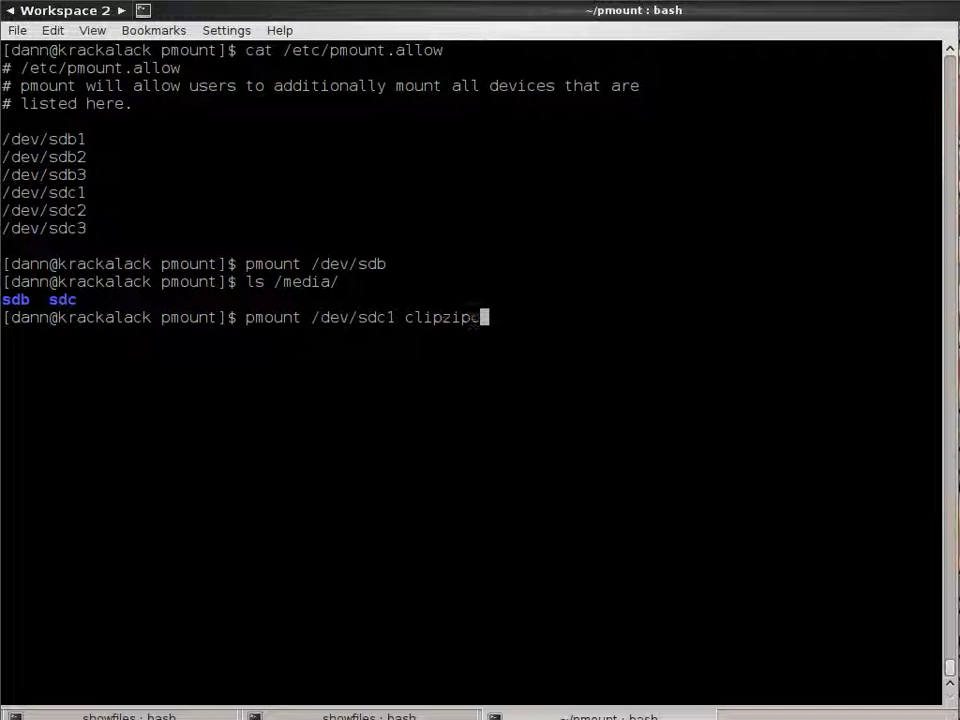 ◄ Workspace 2 ►
~/pmount : bash
File Edit View Bookmarks Settings Help
[dann@krackalack pmount]$ cat /etc/pmount.allow
# /etc/pmount.allow
# pmount will allow users to additionally mount all devices that are
# listed here.
/dev/sdb1
/dev/sdb2
/dev/sdb3
/dev/sdc1
/dev/sdc2
/dev/sdc3
[dann@krackalack pmount]$ pmount /dev/sdb
[dann@krackalack pmount]$ ls /media/
sdb sdc
[dann@krackalack pmount]$ pmount /dev/sdc1 clipzip
showfiles : bash
showfiles : bash
~/pmount : bash